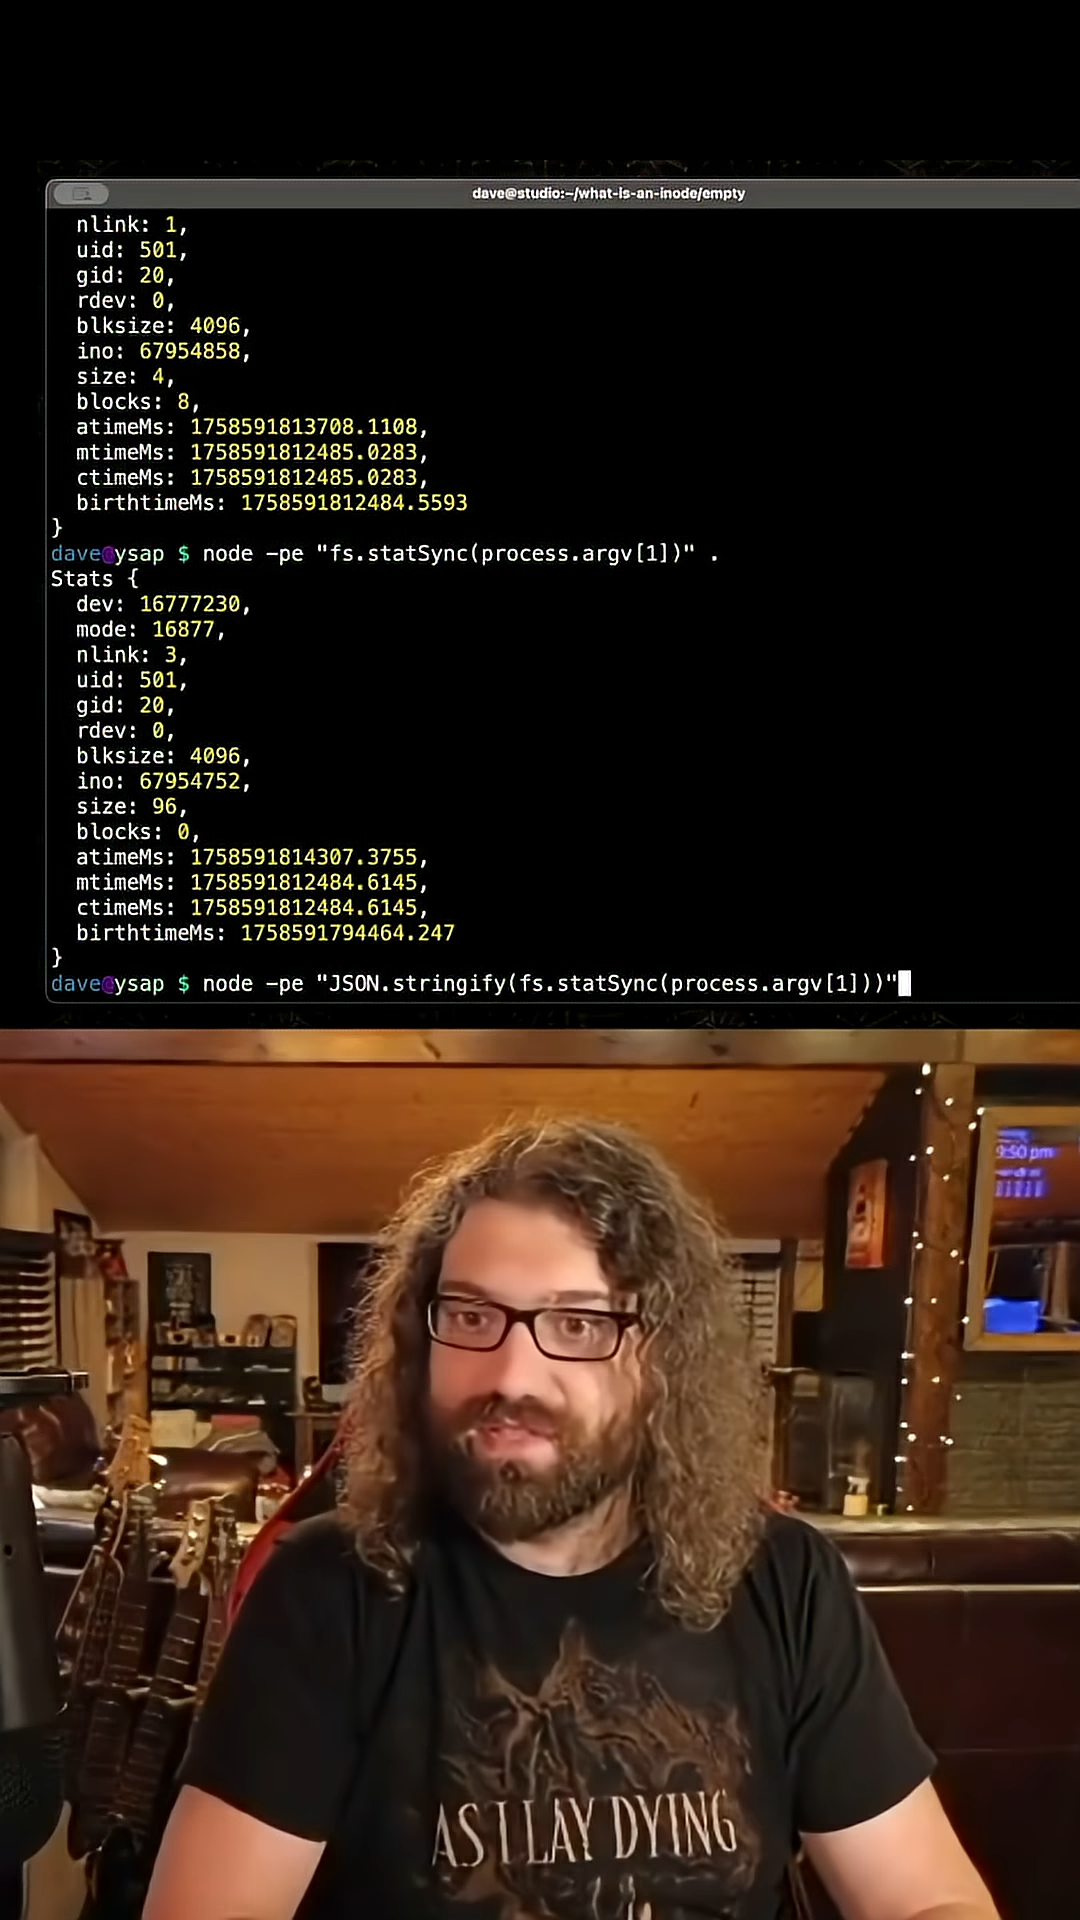 dave@studio:~/what-is-an-inode/empty
nlink: 1,
uid: 501,
gid: 20,
rdev: 0,
blksize: 4096,
ino: 67954858,
size: 4,
blocks: 8,
atimeMs: 1758591813708.1108,
mtimeMs: 1758591812485.0283,
ctimeMs: 1758591812485.0283,
birthtimeMs: 1758591812484.5593
}
dave@ysap $ node -pe "fs.statSync(process.argv[1])" .
Stats {
dev: 16777230,
mode: 16877,
nlink: 3,
uid: 501,
gid: 20,
rdev: 0,
blksize: 4096,
ino: 67954752,
size: 96,
blocks: 0,
atimeMs: 1758591814307.3755,
mtimeMs: 1758591812484.6145,
ctimeMs: 1758591812484.6145,
birthtimeMs: 1758591794464.247
}
dave@ysap $ node -pe "JSON.stringify(fs.statSync(process.argv[1]))"
9:50 pm
AS I LAY DYING